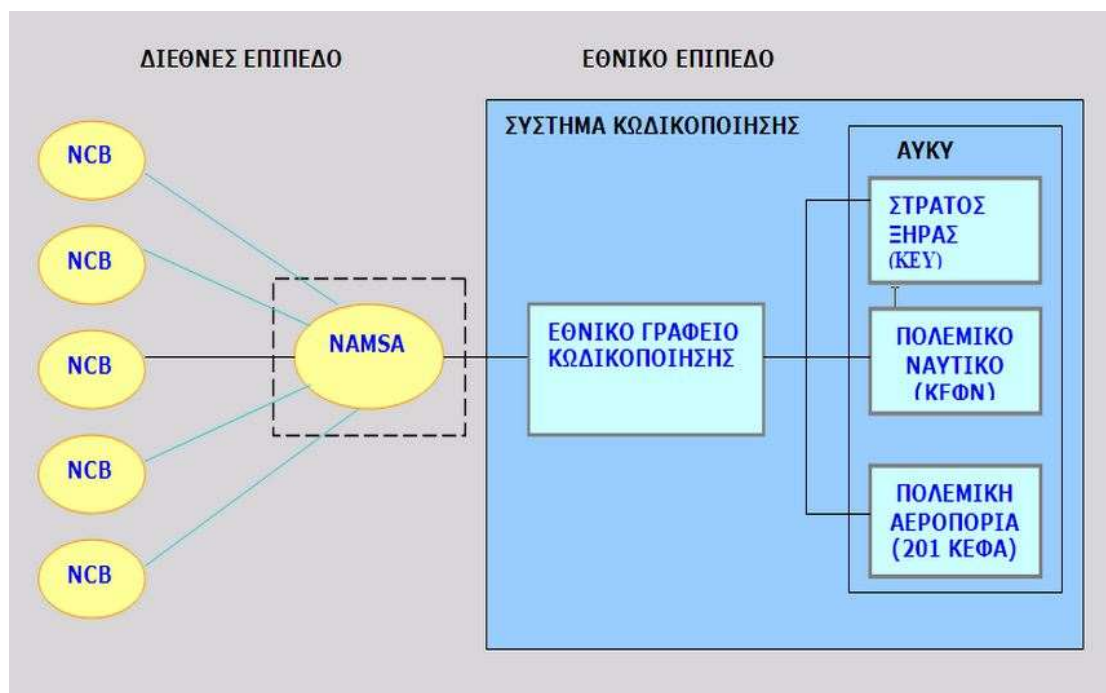 ΔΙΕΘΝΕΣ ΕΠΙΠΕΔΟ
ΕΘΝΙΚΟ ΕΠΙΠΕΔΟ
NCB
NCB
NCB
NCB
NCB
NAMSA
ΣΥΣΤΗΜΑ ΚΩΔΙΚΟΠΟΙΗΣΗΣ
ΕΘΝΙΚΟ ΓΡΑΦΕΙΟ
ΚΩΔΙΚΟΠΟΙΗΣΗΣ
ΑΥΚΥ
ΣΤΡΑΤΟΣ
ΞΗΡΑΣ
(ΚΕΥ)
ΠΟΛΕΜΙΚΟ
ΝΑΥΤΙΚΟ
(ΚΕΦΝ)
ΠΟΛΕΜΙΚΗ
ΑΕΡΟΠΟΡΙΑ
(201 ΚΕΦΑ)